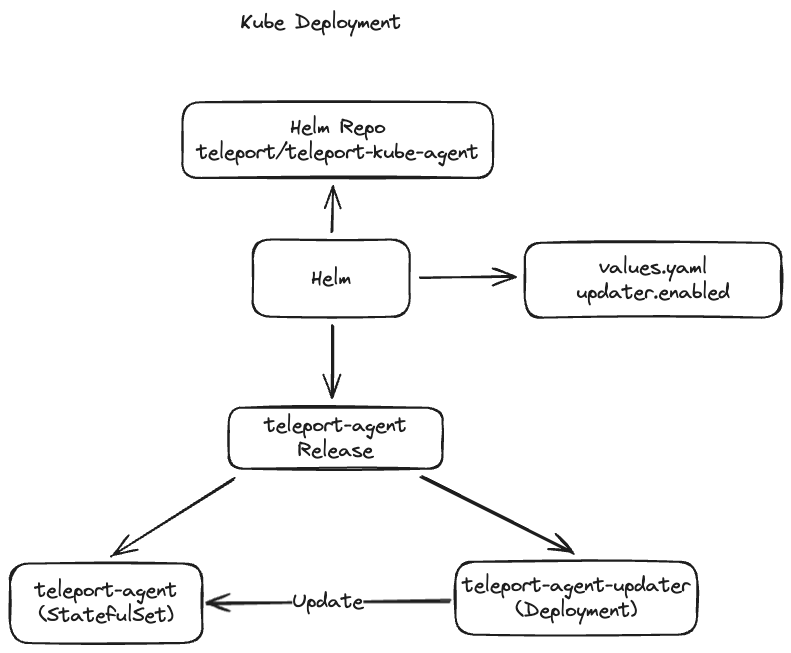 Kube Deployment
Helm Repo
teleport/teleport-kube-agent
Helm
values.yaml
updater.enabled
teleport-agent
Release
teleport-agent
(StatefulSet)
Update
teleport-agent-updater
(Deployment)